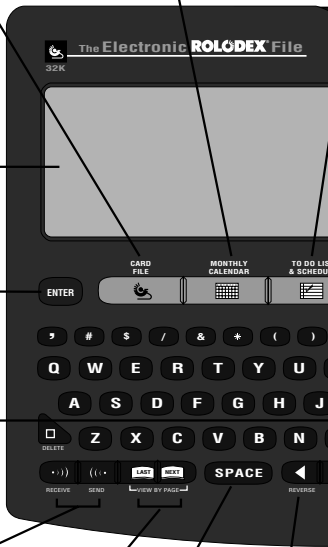 The Electronic ROLODEX File
32K
CARD FILE
MONTHLY CALENDAR
TO DO LIS
& SCHEDU
ENTER
, # $ / & * ( )
Q W E R T Y U
A S D F G H J
DELETE
Z X C V B N
LAST NEXT SPACE
RECEIVE SEND VIEW BY PAGE REVERSE